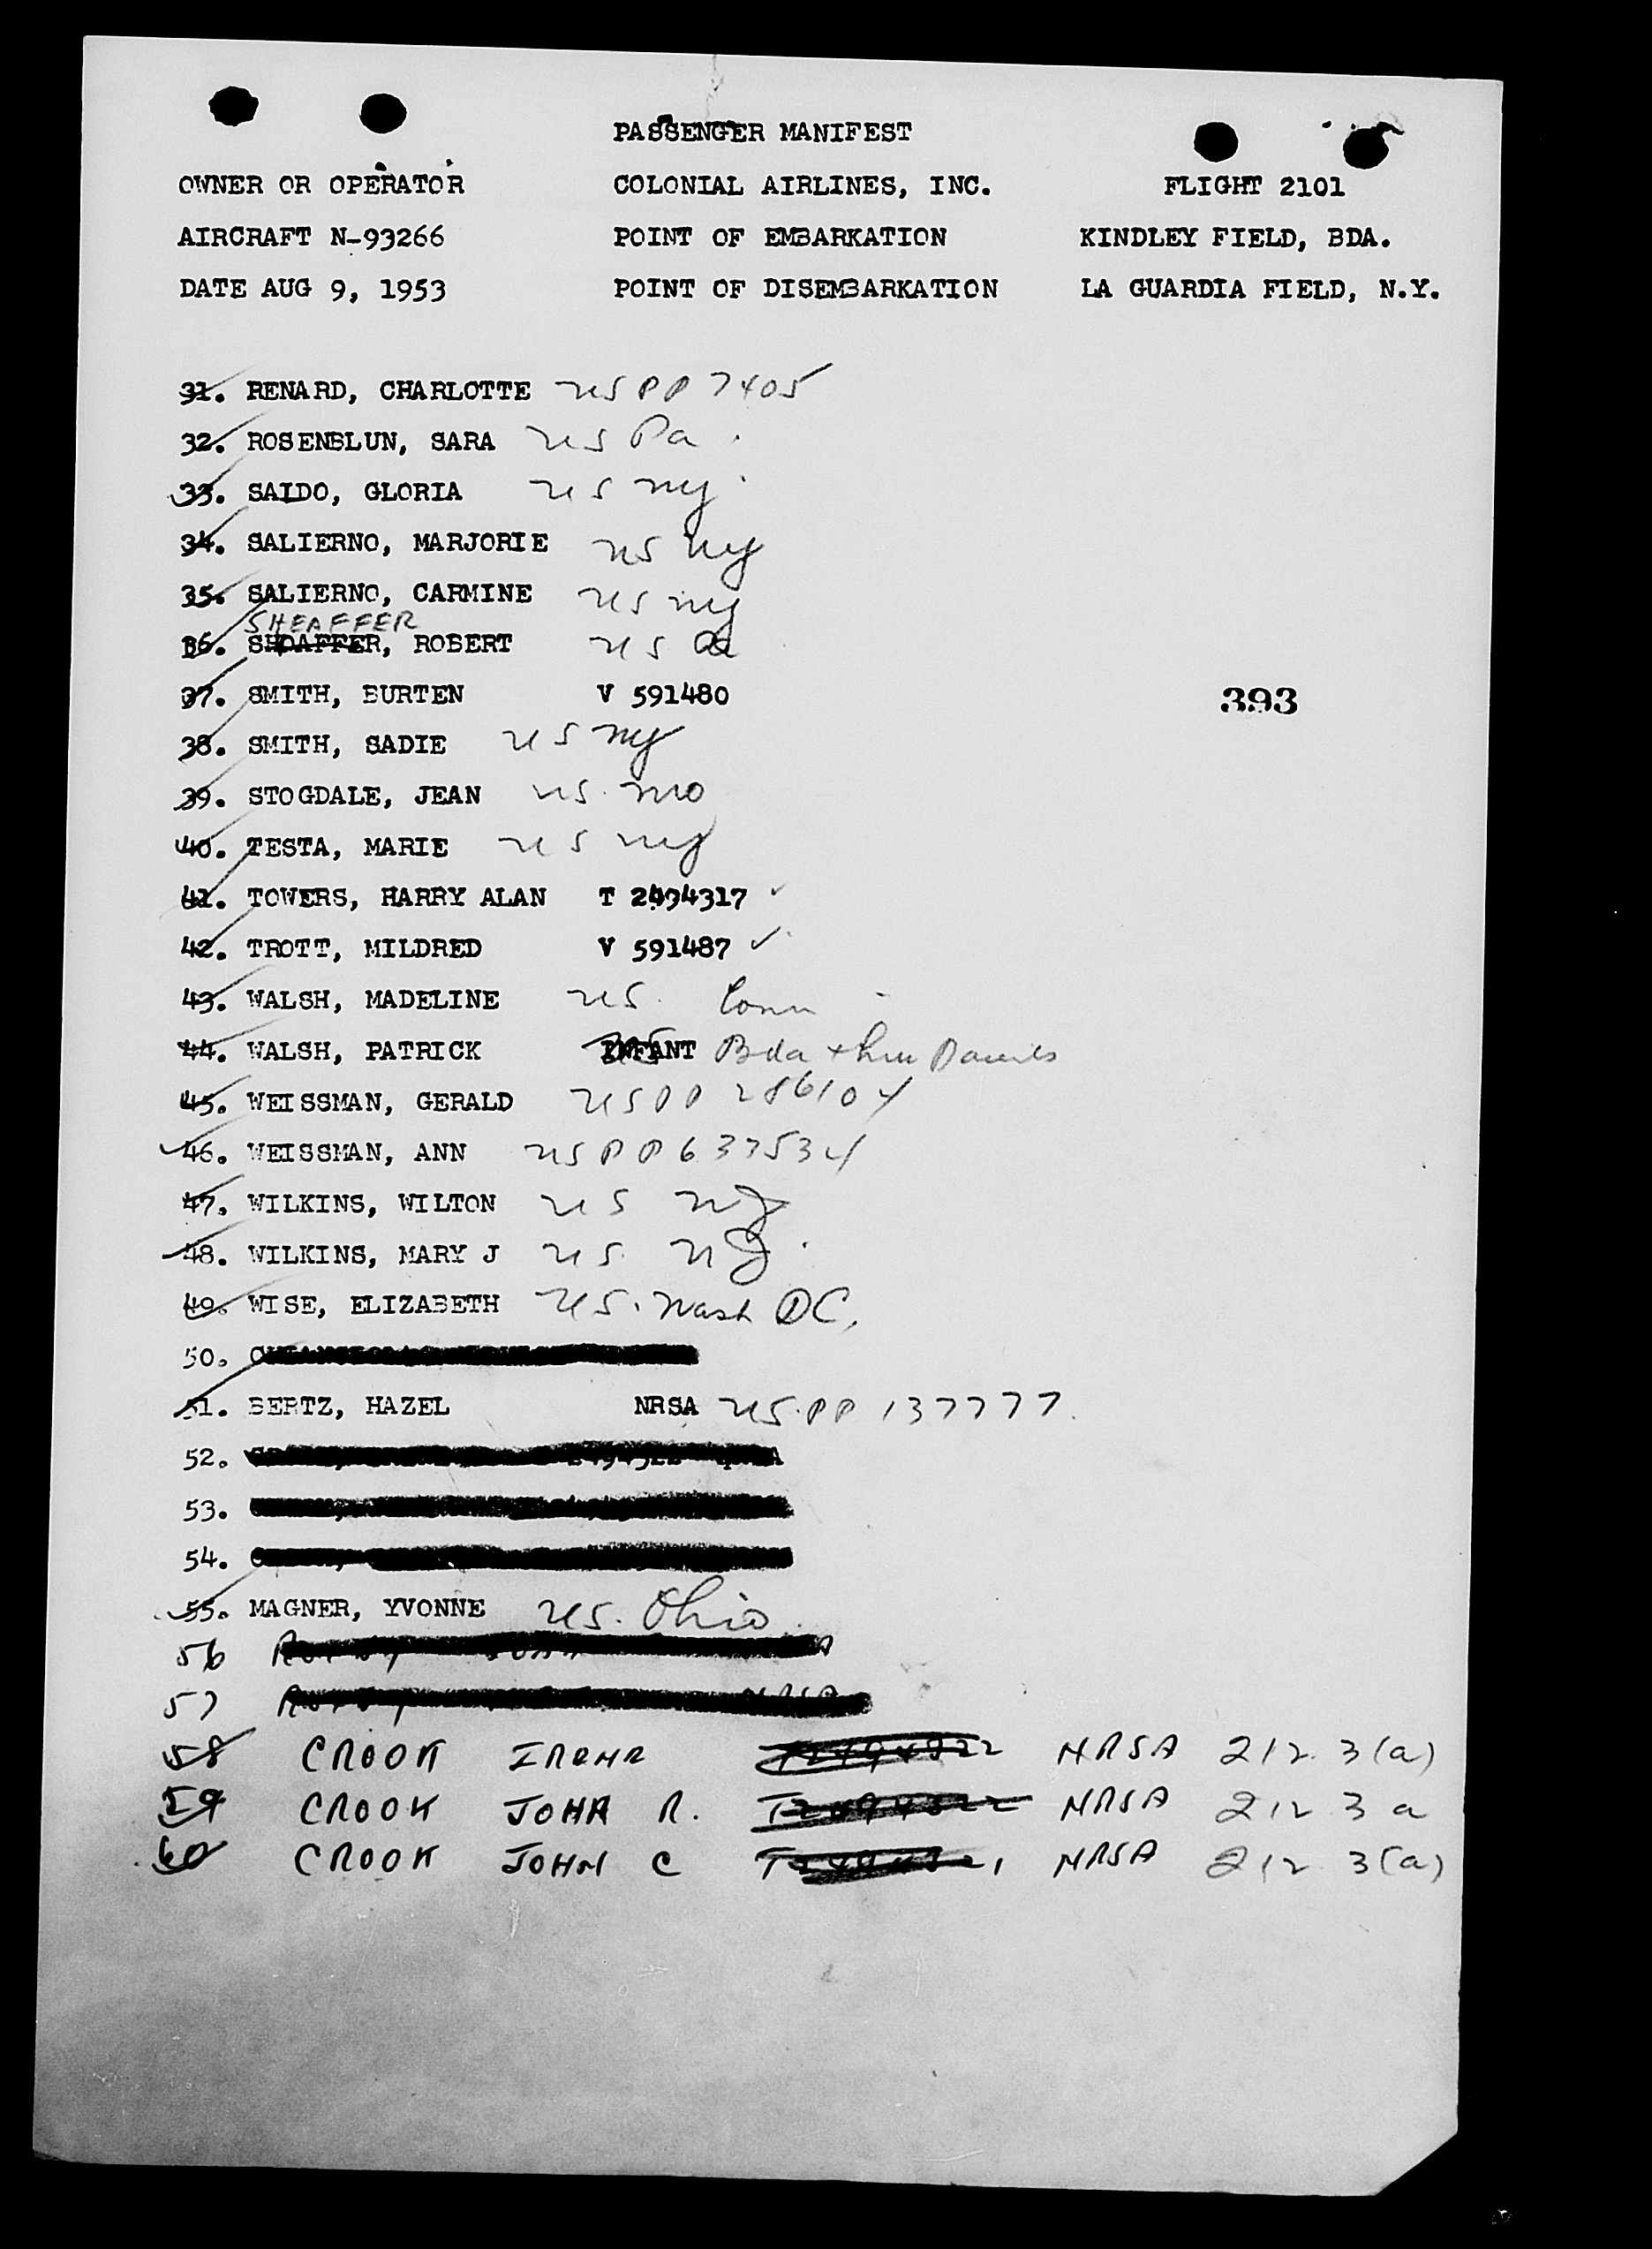 PASSENGER MANIFEST
OWNER OR OPERATOR COLONIAL AIRLINES, INC. FLIGHT 2101
AIRCRAFT N-93266 POINT OF EMBARKATION KINDLEY FIELD, BDA.
DATE AUG 9, 1953 POINT OF DISEMBARKATION LA GUARDIA FIELD, N.Y.
31. RENARD, CHARLOTTE US PP 7405
32. ROSENBLUN, SARA US Pa
33. SAIDO, GLORIA US NY
34. SALIERNO, MARJORIE US NY
35. SALIERNO, CARMINE US NY
SHEAFFER
36. SHOAFFER, ROBERT US Pa
37. SMITH, BURTEN V 591480 393
38. SMITH, SADIE US NY
39. STOGDALE, JEAN US. MO
40. TESTA, MARIE US NY
41. TOWERS, HARRY ALAN T 2494317
42. TROTT, MILDRED V 591487
43. WALSH, MADELINE US. Conn
44. WALSH, PATRICK INFANT Bda thru
45. WEISSMAN, GERALD US PP 286104
46. WEISSMAN, ANN US PP 637534
47. WILKINS, WILTON US NJ
48. WILKINS, MARY J US. NJ.
49. WISE, ELIZABETH US. Wash DC.
50.
51. BERTZ, HAZEL NRSA US.PP 137777.
52.
53.
54.
55. MAGNER, YVONNE US. Ohio
56
57
58 CROOK NRSA 212. 3(a)
59 CROOK JOHN R. NRSA 212 3 a
60 CROOK JOHN C NRSA 212 3(a)